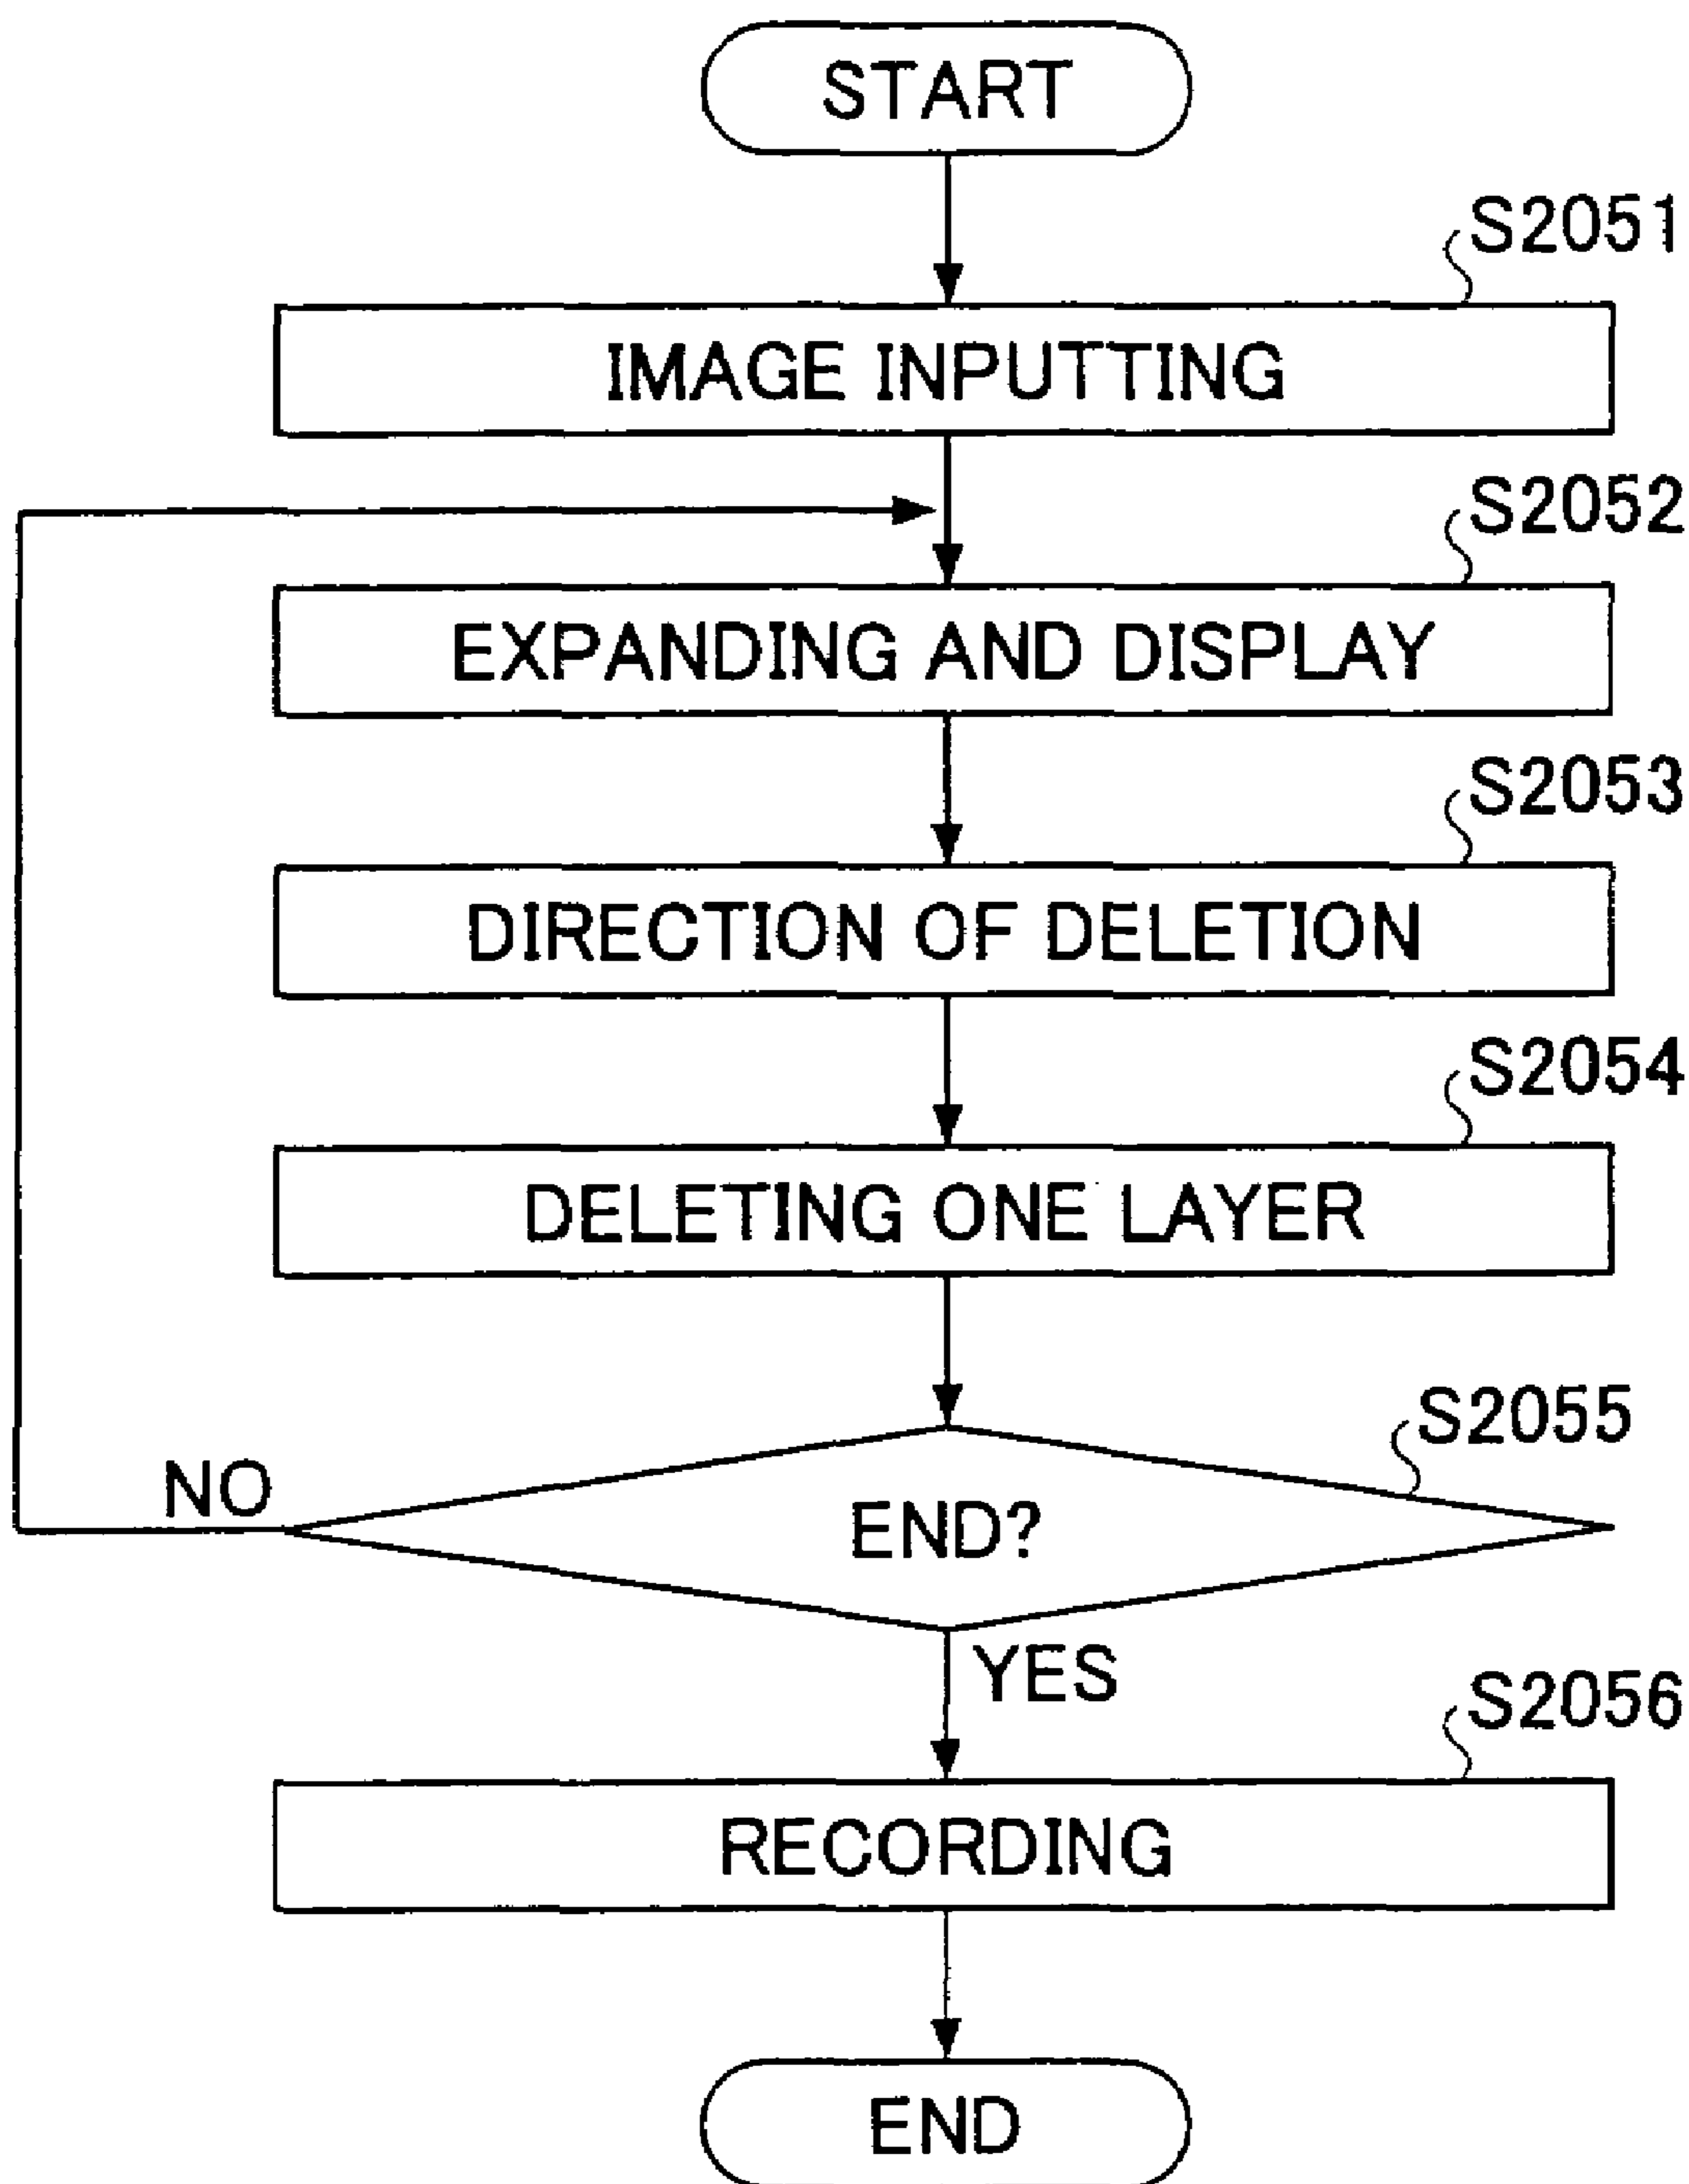 START
S2051
IMAGE INPUTTING
S2052
EXPANDING AND DISPLAY
S2053
DIRECTION OF DELETION
S2054
DELETING ONE LAYER
S2055
NO
END?
YES
S2056
RECORDING
END